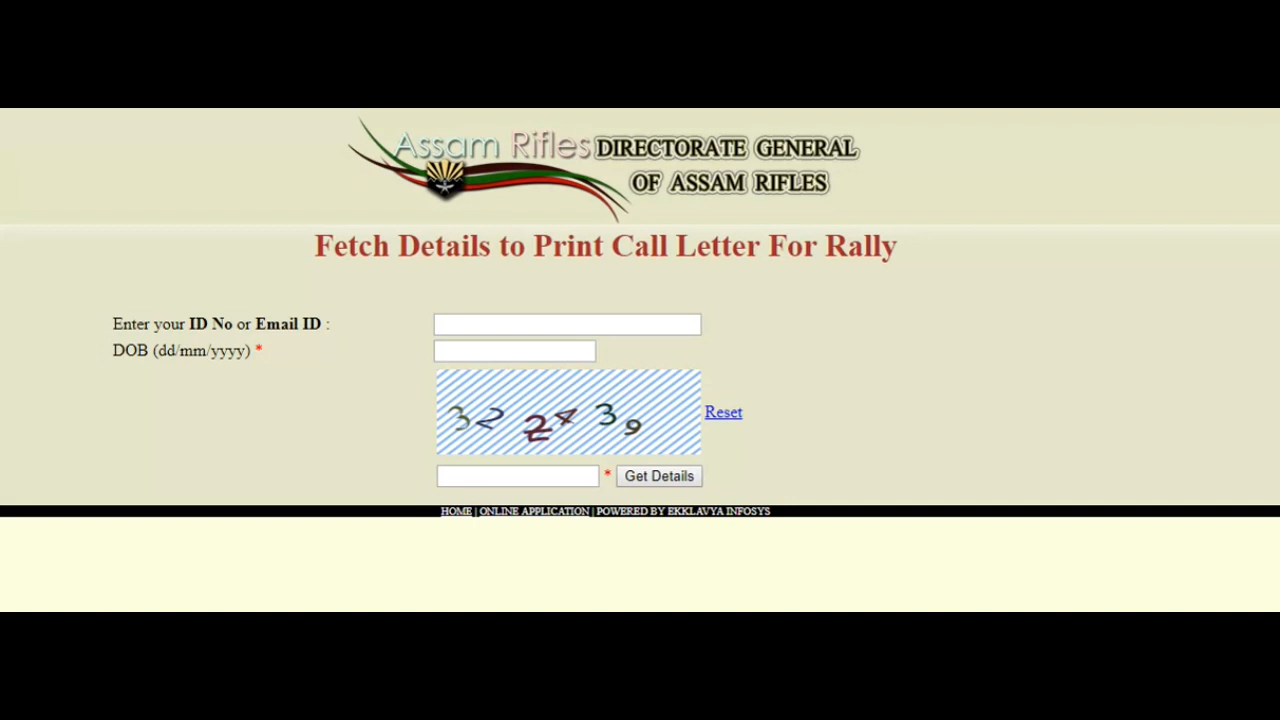 Assam Rifles DIRECTORATE GENERAL
OF ASSAM RIFLES
Fetch Details to Print Call Letter For Rally
Enter your ID No or Email ID :
DOB (dd/mm/yyyy) *
32 24 39
Reset
* Get Details
HOME | ONLINE APPLICATION | POWERED BY EKKLAVYA INFOSYS